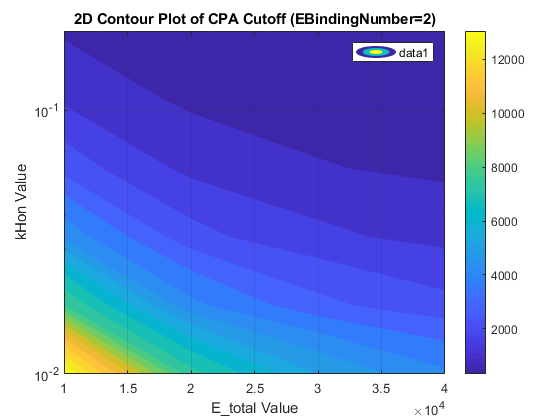 2D Contour Plot of CPA Cutoff (EBindingNumber=2)
data1
kHon Value
10^-1
10^-2
12000
10000
8000
6000
4000
2000
1 1.5 2 2.5 3 3.5 4
E_total Value
×10^4